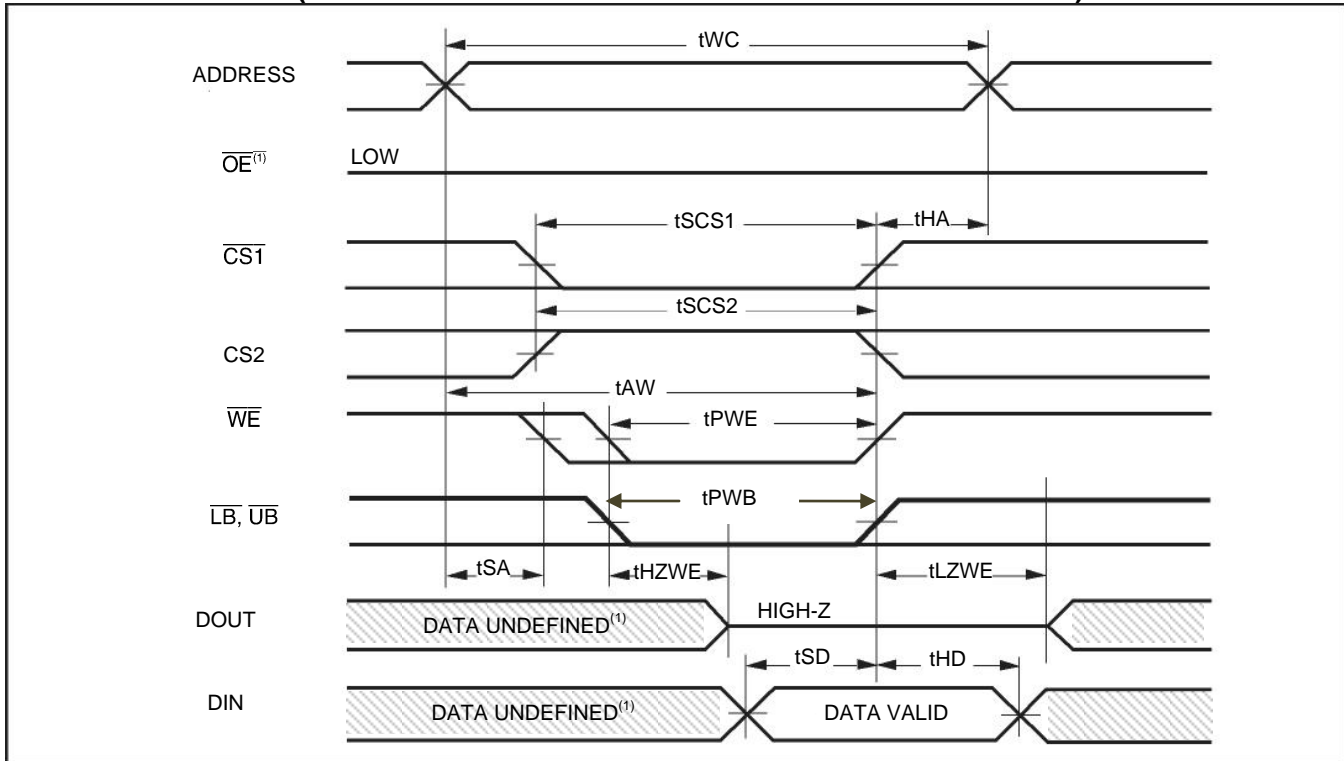 tWC
ADDRESS
OE(1)
LOW
tSCS1
tHA
CS1
tSCS2
CS2
tAW
WE
tPWE
LB, UB
tPWB
tSA
tHZWE
tLZWE
DOUT
DATA UNDEFINED(1)
HIGH-Z
tSD
tHD
DIN
DATA UNDEFINED(1)
DATA VALID